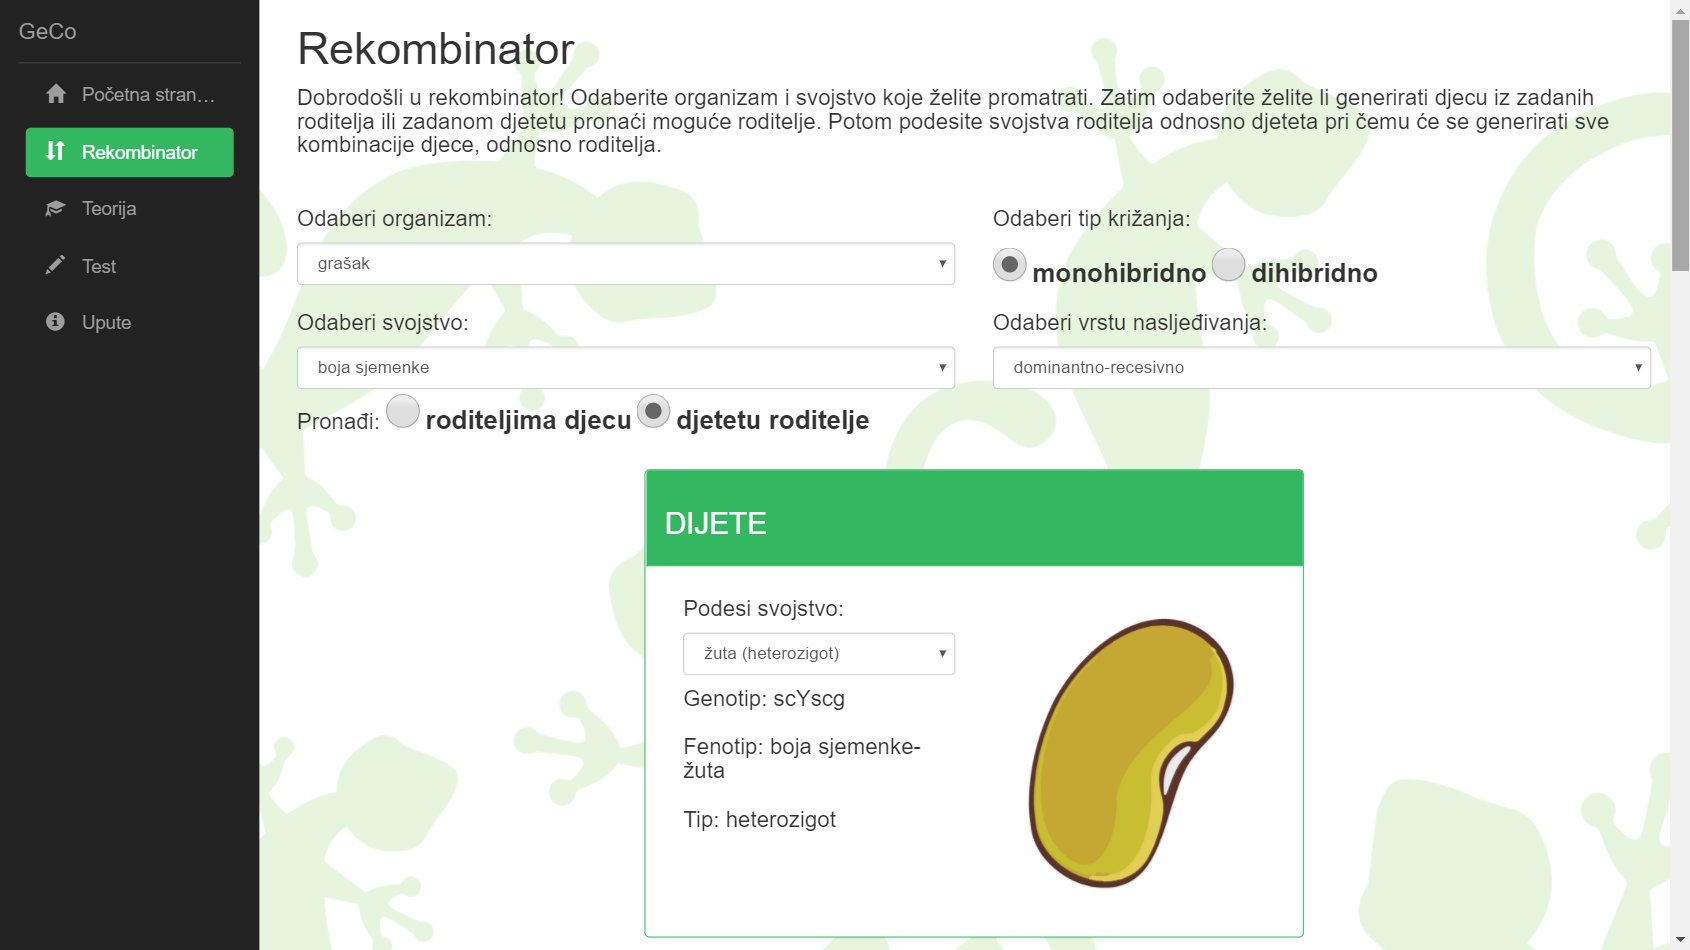 GeCo
Početna stran...
Rekombinator
Teorija
Test
Upute
Rekombinator
Dobrodošli u rekombinator! Odaberite organizam i svojstvo koje želite promatrati. Zatim odaberite želite li generirati djecu iz zadanih
roditelja ili zadanom djetetu pronaći moguće roditelje. Potom podesite svojstva roditelja odnosno djeteta pri čemu će se generirati sve
kombinacije djece, odnosno roditelja.
Odaberi organizam:
grašak
Odaberi tip križanja:
monohibridno dihibridno
Odaberi svojstvo:
boja sjemenke
Odaberi vrstu nasljeđivanja:
dominantno-recesivno
Pronađi: roditeljima djecu djetetu roditelje
DIJETE
Podesi svojstvo:
žuta (heterozigot)
Genotip: scYscg
Fenotip: boja sjemenke-
žuta
Tip: heterozigot